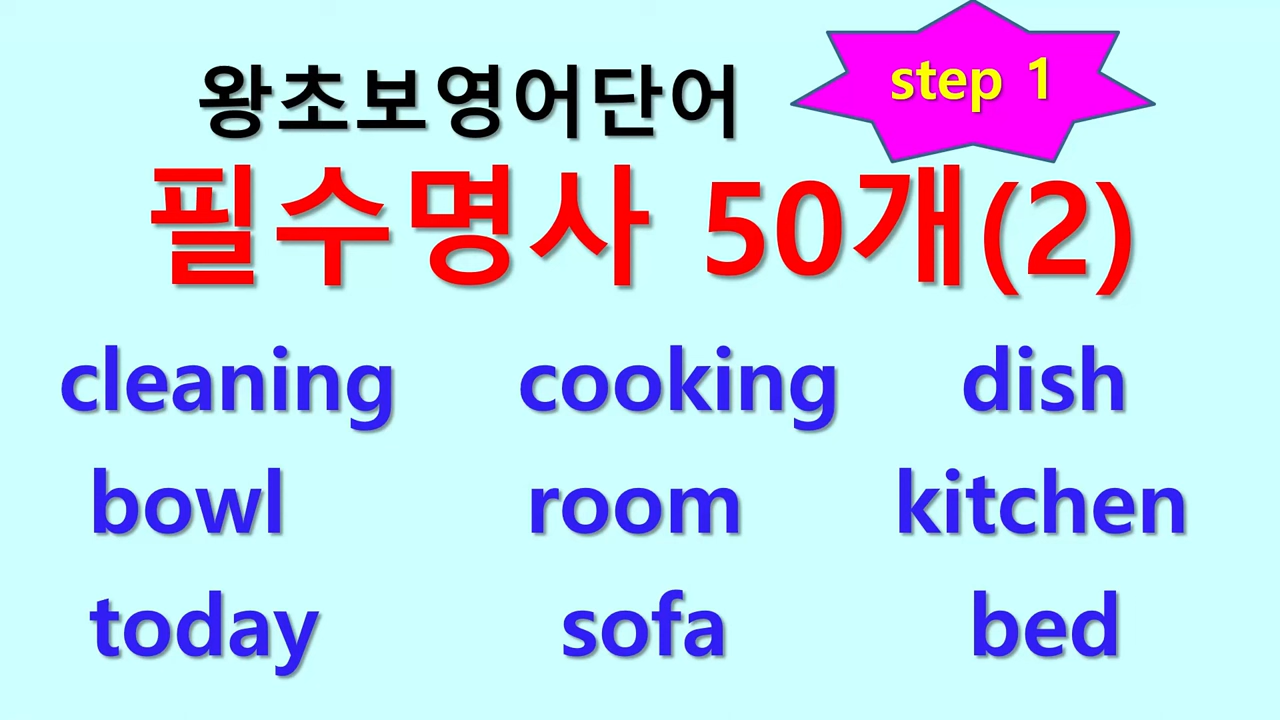 step 1
왕초보영어단어
필수명사 50개(2)
cleaning cooking dish
bowl room kitchen
today sofa bed